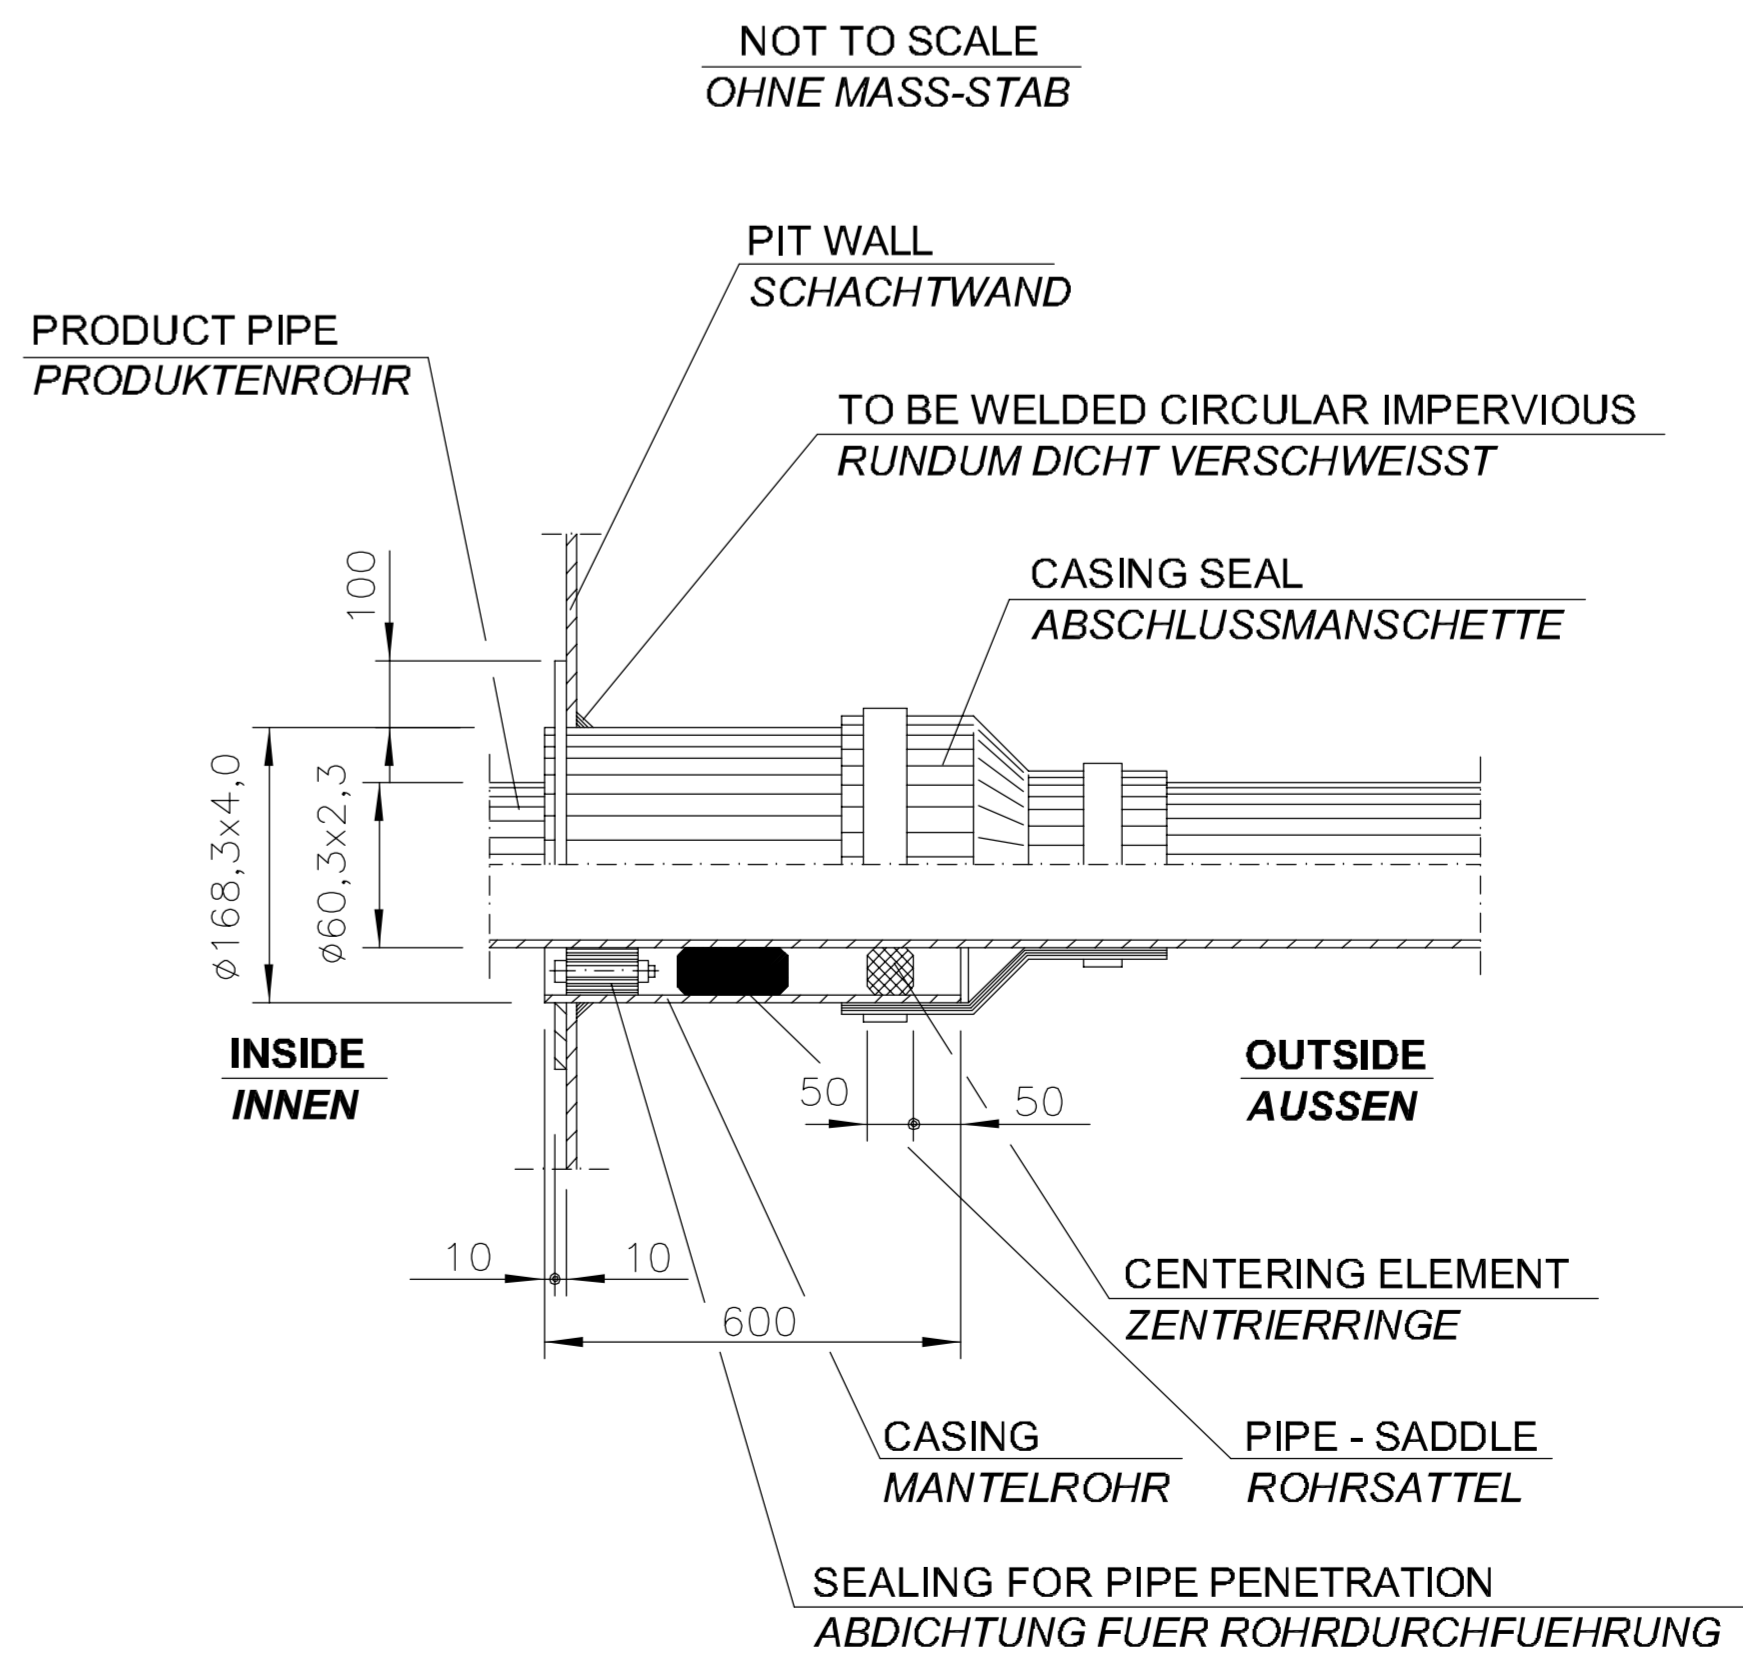 NOT TO SCALE
OHNE MASS-STAB
PIT WALL
SCHACHTWAND
PRODUCT PIPE
PRODUKTENROHR
TO BE WELDED CIRCULAR IMPERVIOUS
RUNDUM DICHT VERSCHWEISST
CASING SEAL
ABSCHLUSSMANSCHETTE
100
ø168,3x4,0
ø60,3x2,3
INSIDE
INNEN
50
50
OUTSIDE
AUSSEN
10
10
600
CENTERING ELEMENT
ZENTRIERRINGE
CASING
MANTELROHR
PIPE - SADDLE
ROHRSATTEL
SEALING FOR PIPE PENETRATION
ABDICHTUNG FUER ROHRDURCHFUEHRUNG